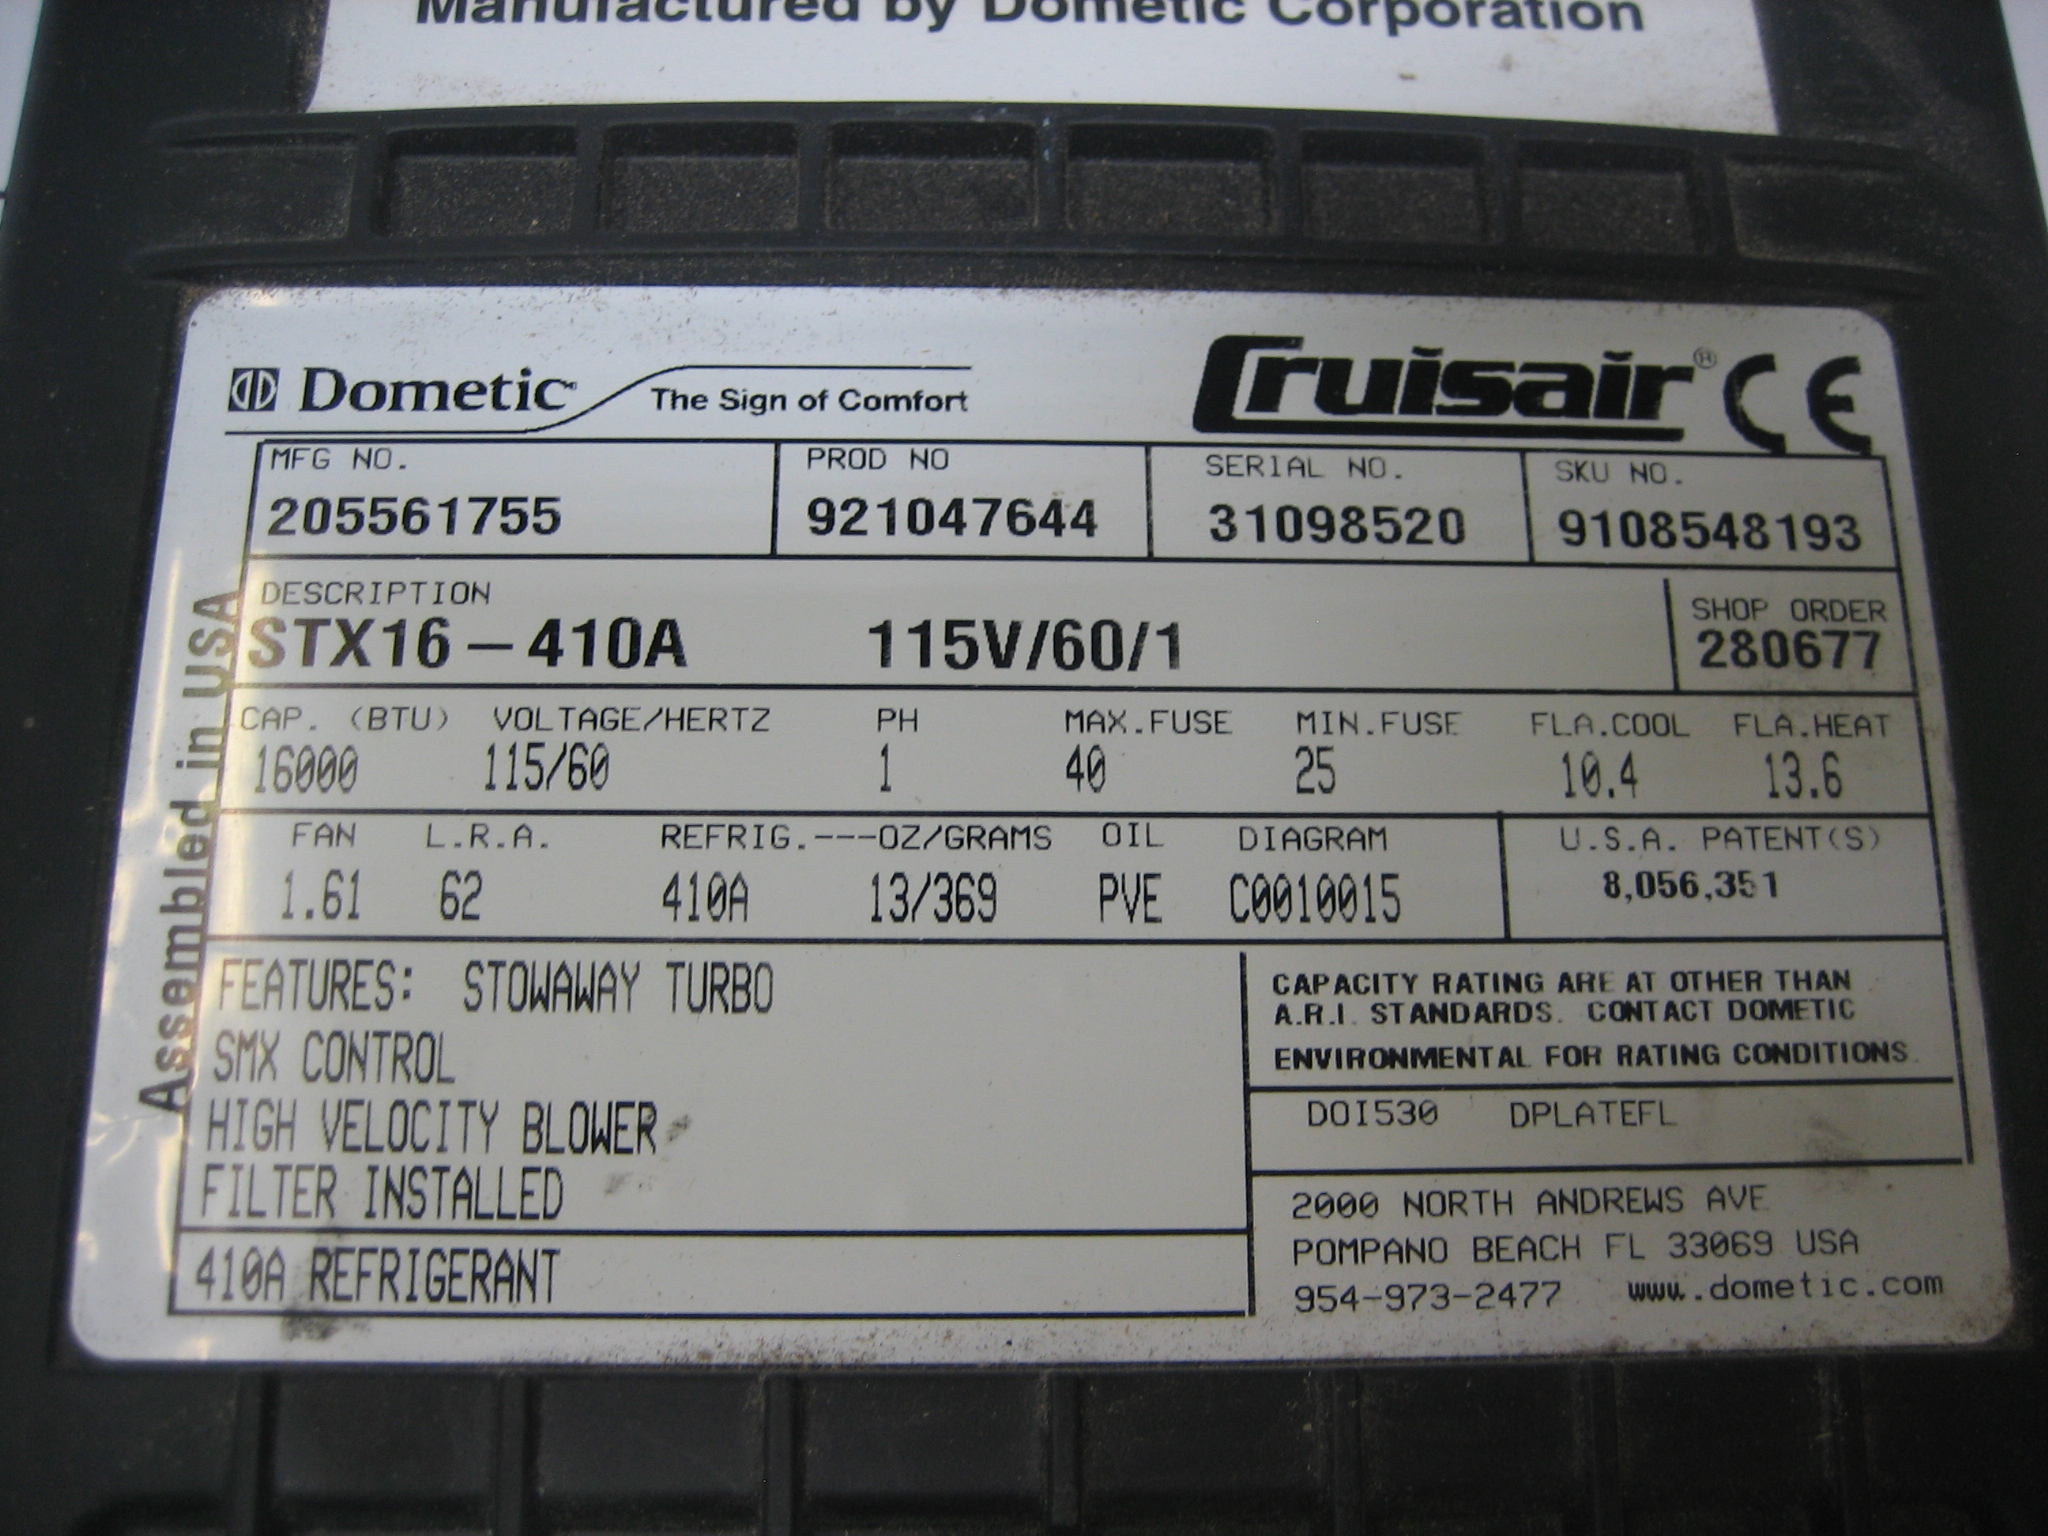 Manufactured by Dometic Corporation
Dometic The Sign of Comfort Cruisair® CE
MFG NO. PROD NO SERIAL NO. SKU NO.
205561755 921047644 31098520 9108548193
DESCRIPTION SHOP ORDER
STX16-410A 115V/60/1 280677
CAP. (BTU) VOLTAGE/HERTZ PH MAX.FUSE MIN.FUSE FLA.COOL FLA.HEAT
16000 115/60 1 40 25 10.4 13.6
FAN L.R.A. REFRIG.---OZ/GRAMS OIL DIAGRAM U.S.A. PATENT(S)
1.61 62 410A 13/369 PVE C0010015 8,056,351
FEATURES: STOWAWAY TURBO
SMX CONTROL
HIGH VELOCITY BLOWER
FILTER INSTALLED
410A REFRIGERANT
CAPACITY RATING ARE AT OTHER THAN
A.R.I. STANDARDS. CONTACT DOMETIC
ENVIRONMENTAL FOR RATING CONDITIONS.
DOI530 DPLATEFL
2000 NORTH ANDREWS AVE
POMPANO BEACH FL 33069 USA
954-973-2477 www.dometic.com
Assembled in USA